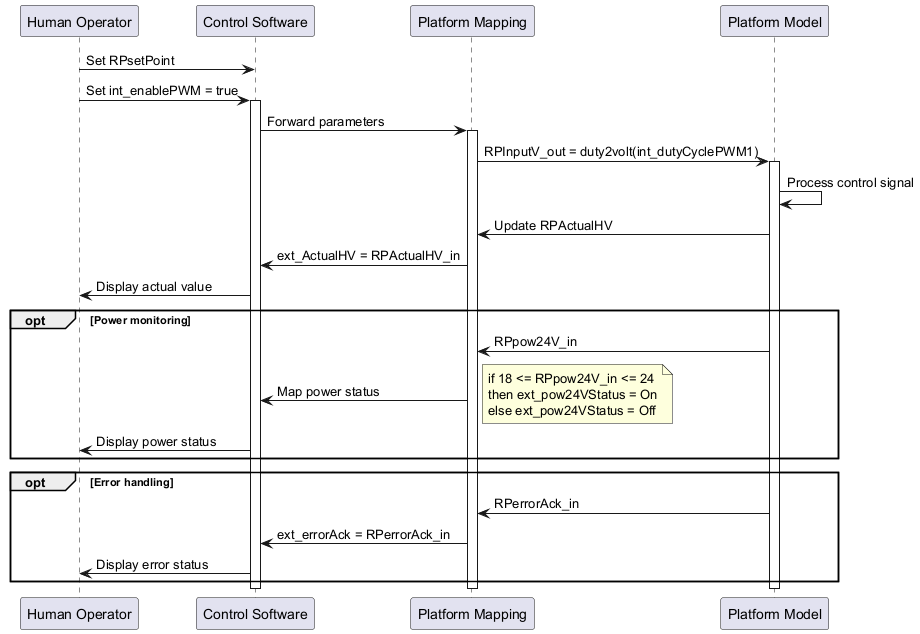 Human Operator
Control Software
Platform Mapping
Platform Model
Set RPsetPoint
Set int_enablePWM = true
Forward parameters
RPInputV_out = duty2volt(int_dutyCyclePWM1)
Process control signal
Update RPActualHV
ext_ActualHV = RPActualHV_in
Display actual value
opt [Power monitoring]
RPpow24V_in
if 18 <= RPpow24V_in <= 24
then ext_pow24VStatus = On
else ext_pow24VStatus = Off
Map power status
Display power status
opt [Error handling]
RPerrorAck_in
ext_errorAck = RPerrorAck_in
Display error status
Human Operator
Control Software
Platform Mapping
Platform Model